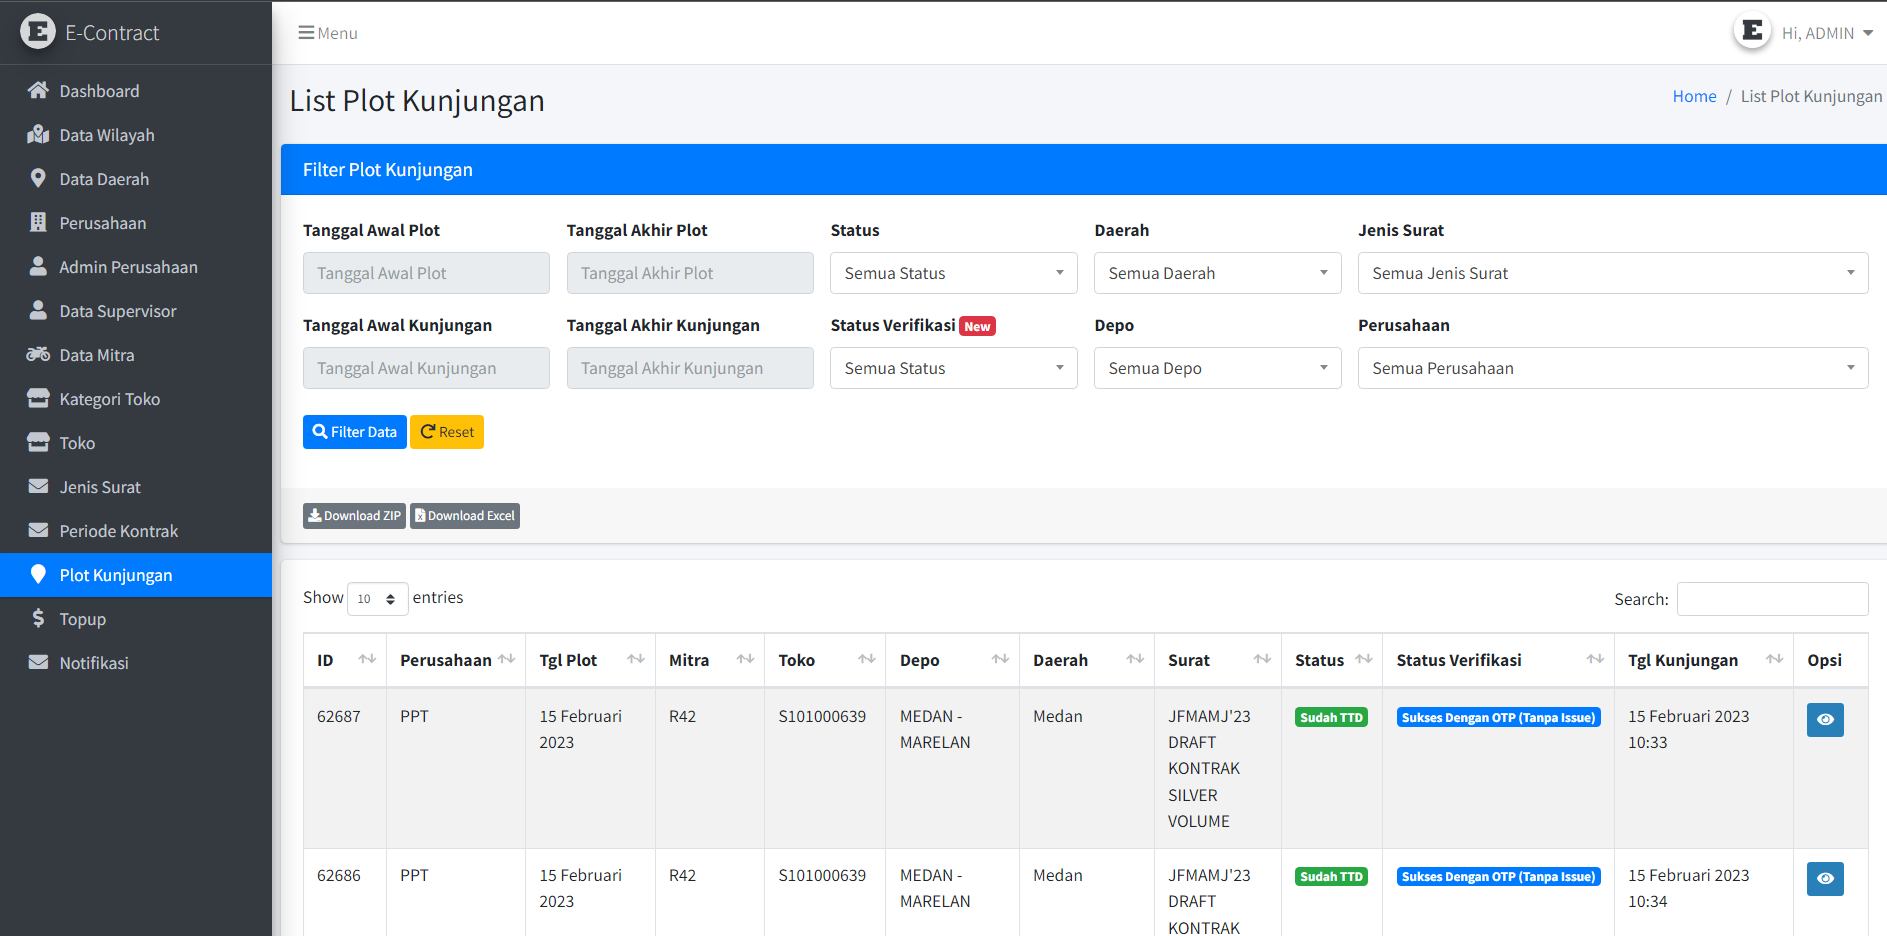 E E-Contract
Menu
E Hi, ADMIN
Dashboard
Data Wilayah
Data Daerah
Perusahaan
Admin Perusahaan
Data Supervisor
Data Mitra
Kategori Toko
Toko
Jenis Surat
Periode Kontrak
Plot Kunjungan
Topup
Notifikasi
List Plot Kunjungan
Home / List Plot Kunjungan
Filter Plot Kunjungan
Tanggal Awal Plot Tanggal Akhir Plot Status Daerah Jenis Surat
Tanggal Awal Plot Tanggal Akhir Plot Semua Status Semua Daerah Semua Jenis Surat
Tanggal Awal Kunjungan Tanggal Akhir Kunjungan Status Verifikasi New Depo Perusahaan
Tanggal Awal Kunjungan Tanggal Akhir Kunjungan Semua Status Semua Depo Semua Perusahaan
Filter Data Reset
Download ZIP Download Excel
Show 10 entries Search:
ID Perusahaan Tgl Plot Mitra Toko Depo Daerah Surat Status Status Verifikasi Tgl Kunjungan Opsi
62687 PPT 15 Februari R42 S101000639 MEDAN - Medan JFMAMJ'23 Sudah TTD Sukses Dengan OTP (Tanpa Issue) 15 Februari 2023
2023 MARELAN DRAFT 10:33
KONTRAK
SILVER
VOLUME
62686 PPT 15 Februari R42 S101000639 MEDAN - Medan JFMAMJ'23 Sudah TTD Sukses Dengan OTP (Tanpa Issue) 15 Februari 2023
2023 MARELAN DRAFT 10:34
KONTRAK